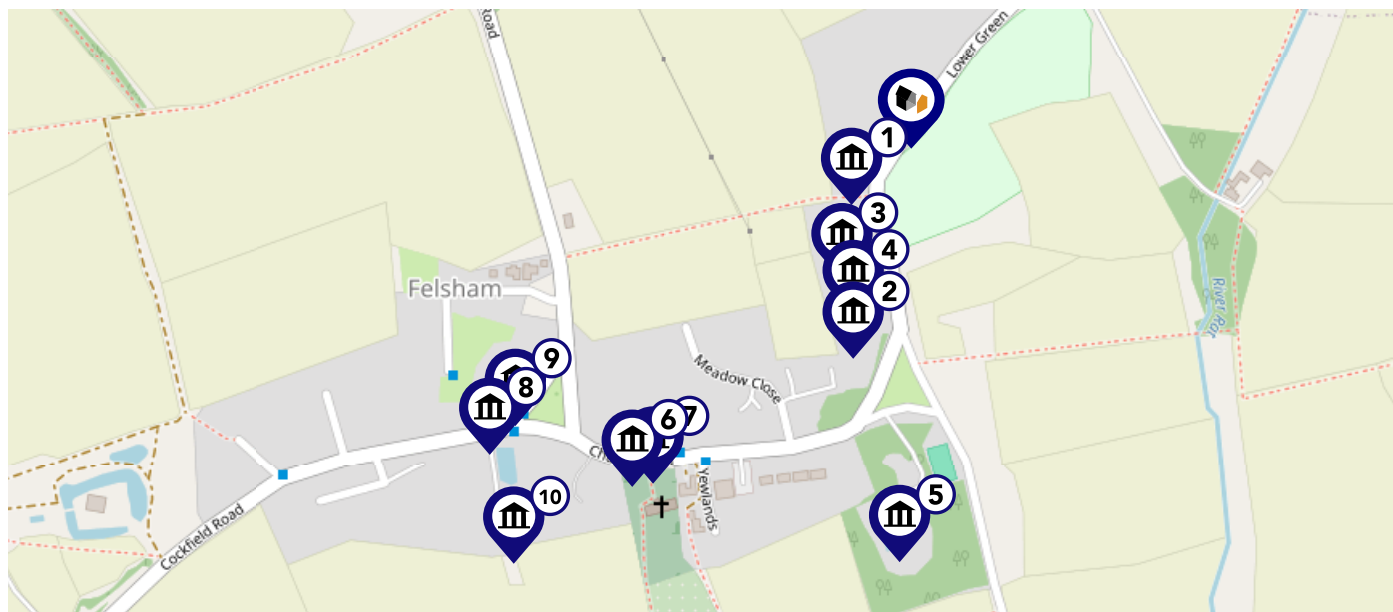 Road
Lower Green
1
3
4
2
Felsham
River Rat
Meadow Close
9
8
6
7
Yewlands
5
10
Cockfield Road